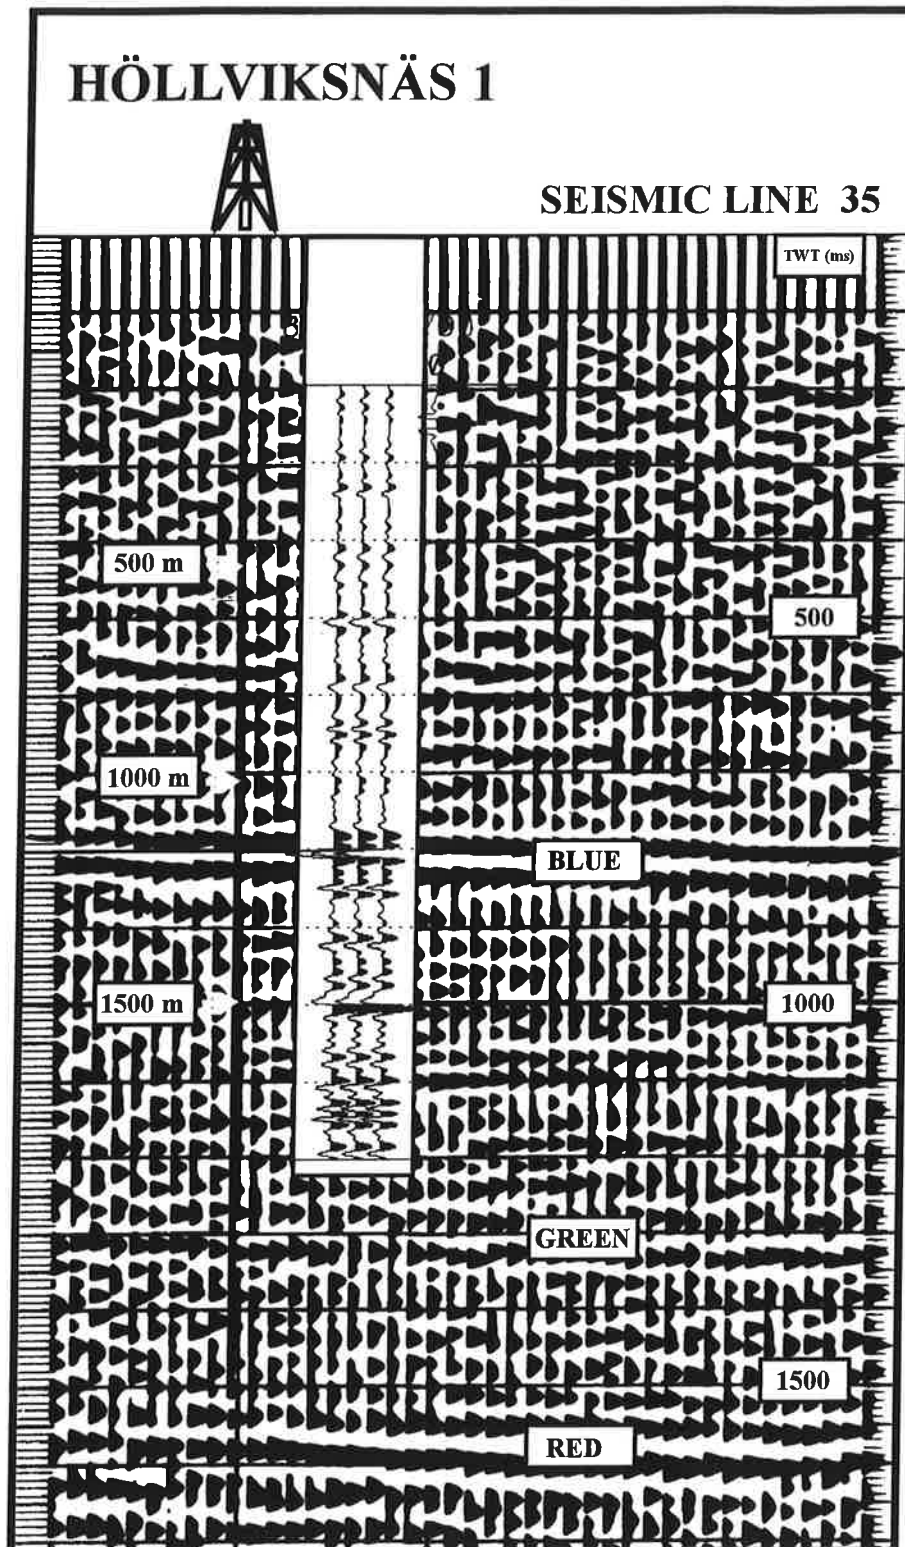 HÖLLVIKSNÄS 1
SEISMIC LINE 35
TWT (ms)
500 m
500
1000 m
BLUE
1500 m
1000
GREEN
1500
RED